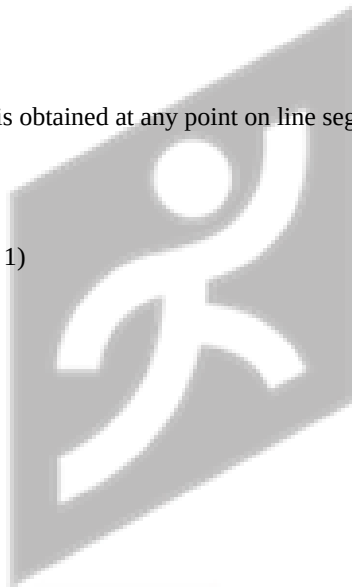 is obtained at any point on line seg
1)